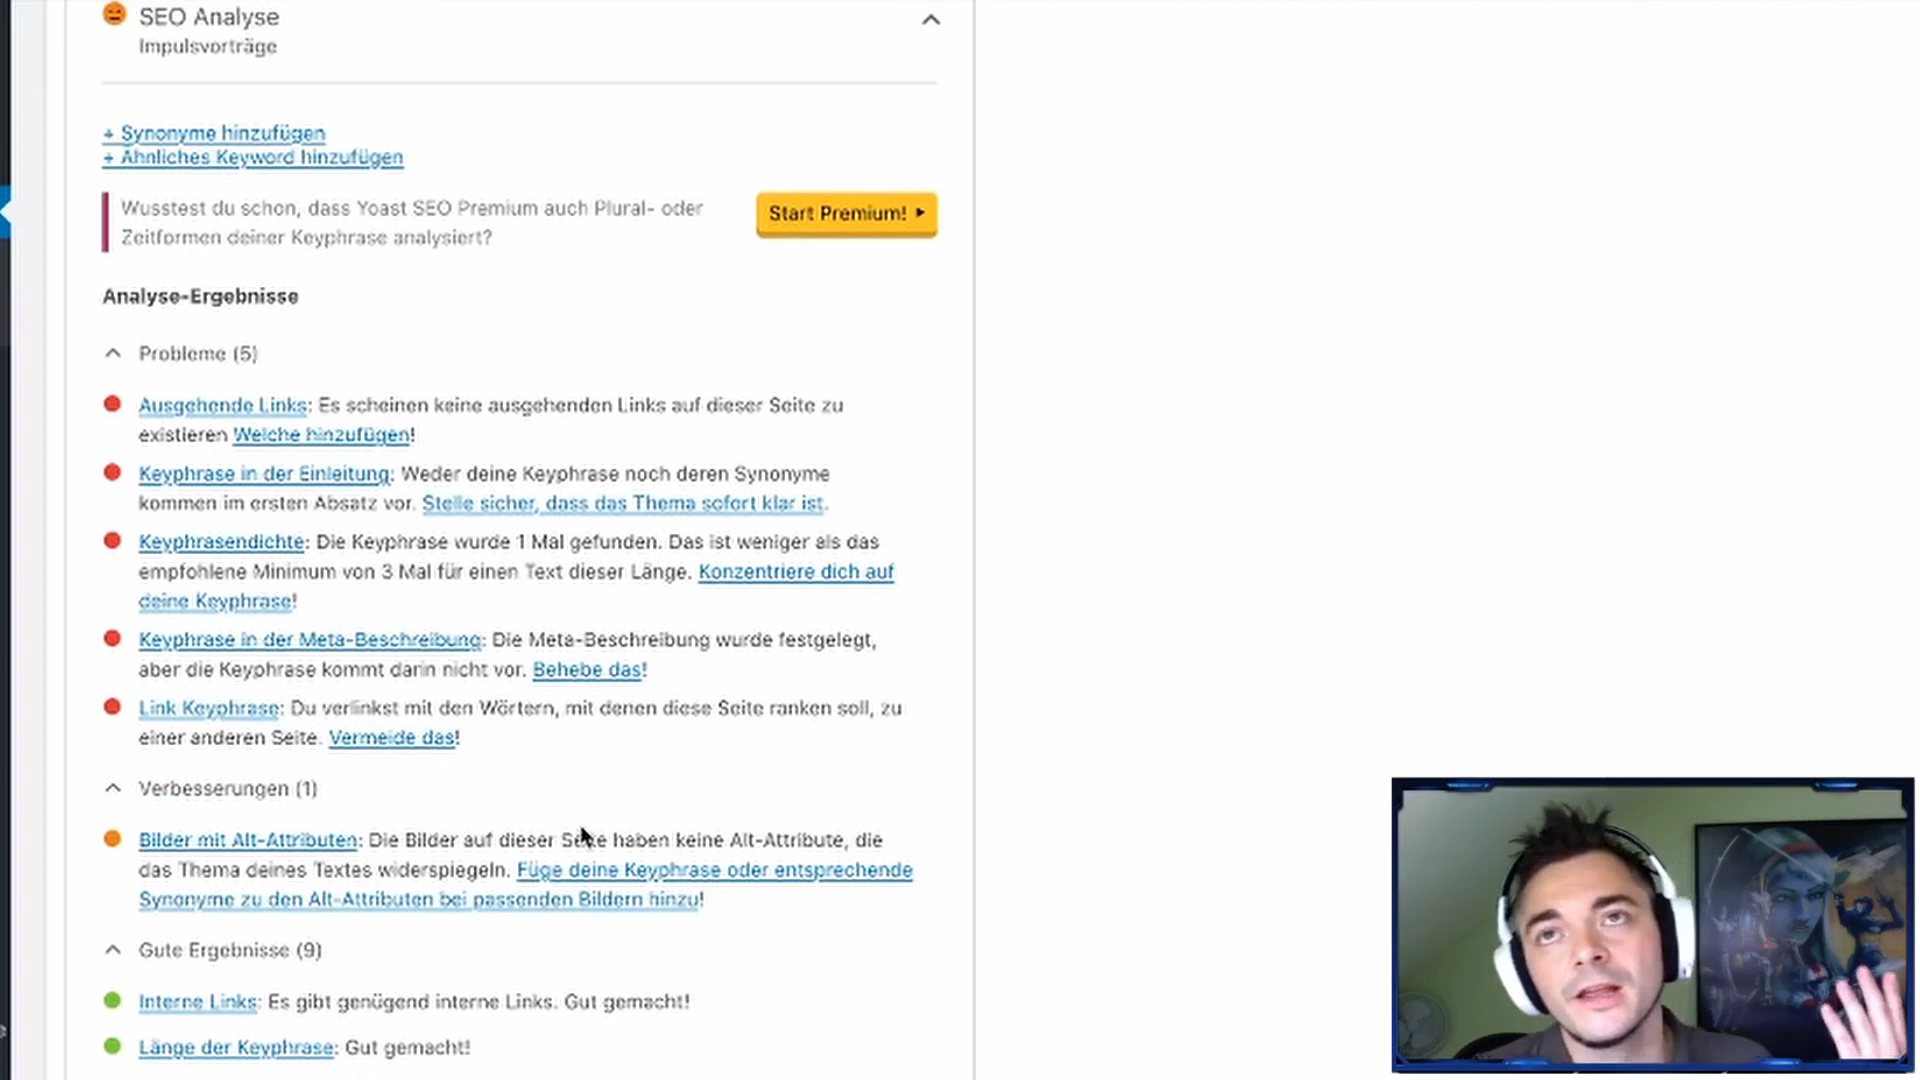 SEO Analyse
Impulsvorträge
+ Synonyme hinzufügen
+ Ähnliches Keyword hinzufügen
Wusstest du schon, dass Yoast SEO Premium auch Plural- oder
Zeitformen deiner Keyphrase analysiert?
Start Premium!
Analyse-Ergebnisse
Probleme (5)
Ausgehende Links: Es scheinen keine ausgehenden Links auf dieser Seite zu
existieren Welche hinzufügen!
Keyphrase in der Einleitung: Weder deine Keyphrase noch deren Synonyme
kommen im ersten Absatz vor. Stelle sicher, dass das Thema sofort klar ist.
Keyphrasendichte: Die Keyphrase wurde 1 Mal gefunden. Das ist weniger als das
empfohlene Minimum von 3 Mal für einen Text dieser Länge. Konzentriere dich auf
deine Keyphrase!
Keyphrase in der Meta-Beschreibung: Die Meta-Beschreibung wurde festgelegt,
aber die Keyphrase kommt darin nicht vor. Behebe das!
Link Keyphrase: Du verlinkst mit den Wörtern, mit denen diese Seite ranken soll, zu
einer anderen Seite. Vermeide das!
Verbesserungen (1)
Bilder mit Alt-Attributen: Die Bilder auf dieser Seite haben keine Alt-Attribute, die
das Thema deines Textes widerspiegeln. Füge deine Keyphrase oder entsprechende
Synonyme zu den Alt-Attributen bei passenden Bildern hinzu!
Gute Ergebnisse (9)
Interne Links: Es gibt genügend interne Links. Gut gemacht!
Länge der Keyphrase: Gut gemacht!